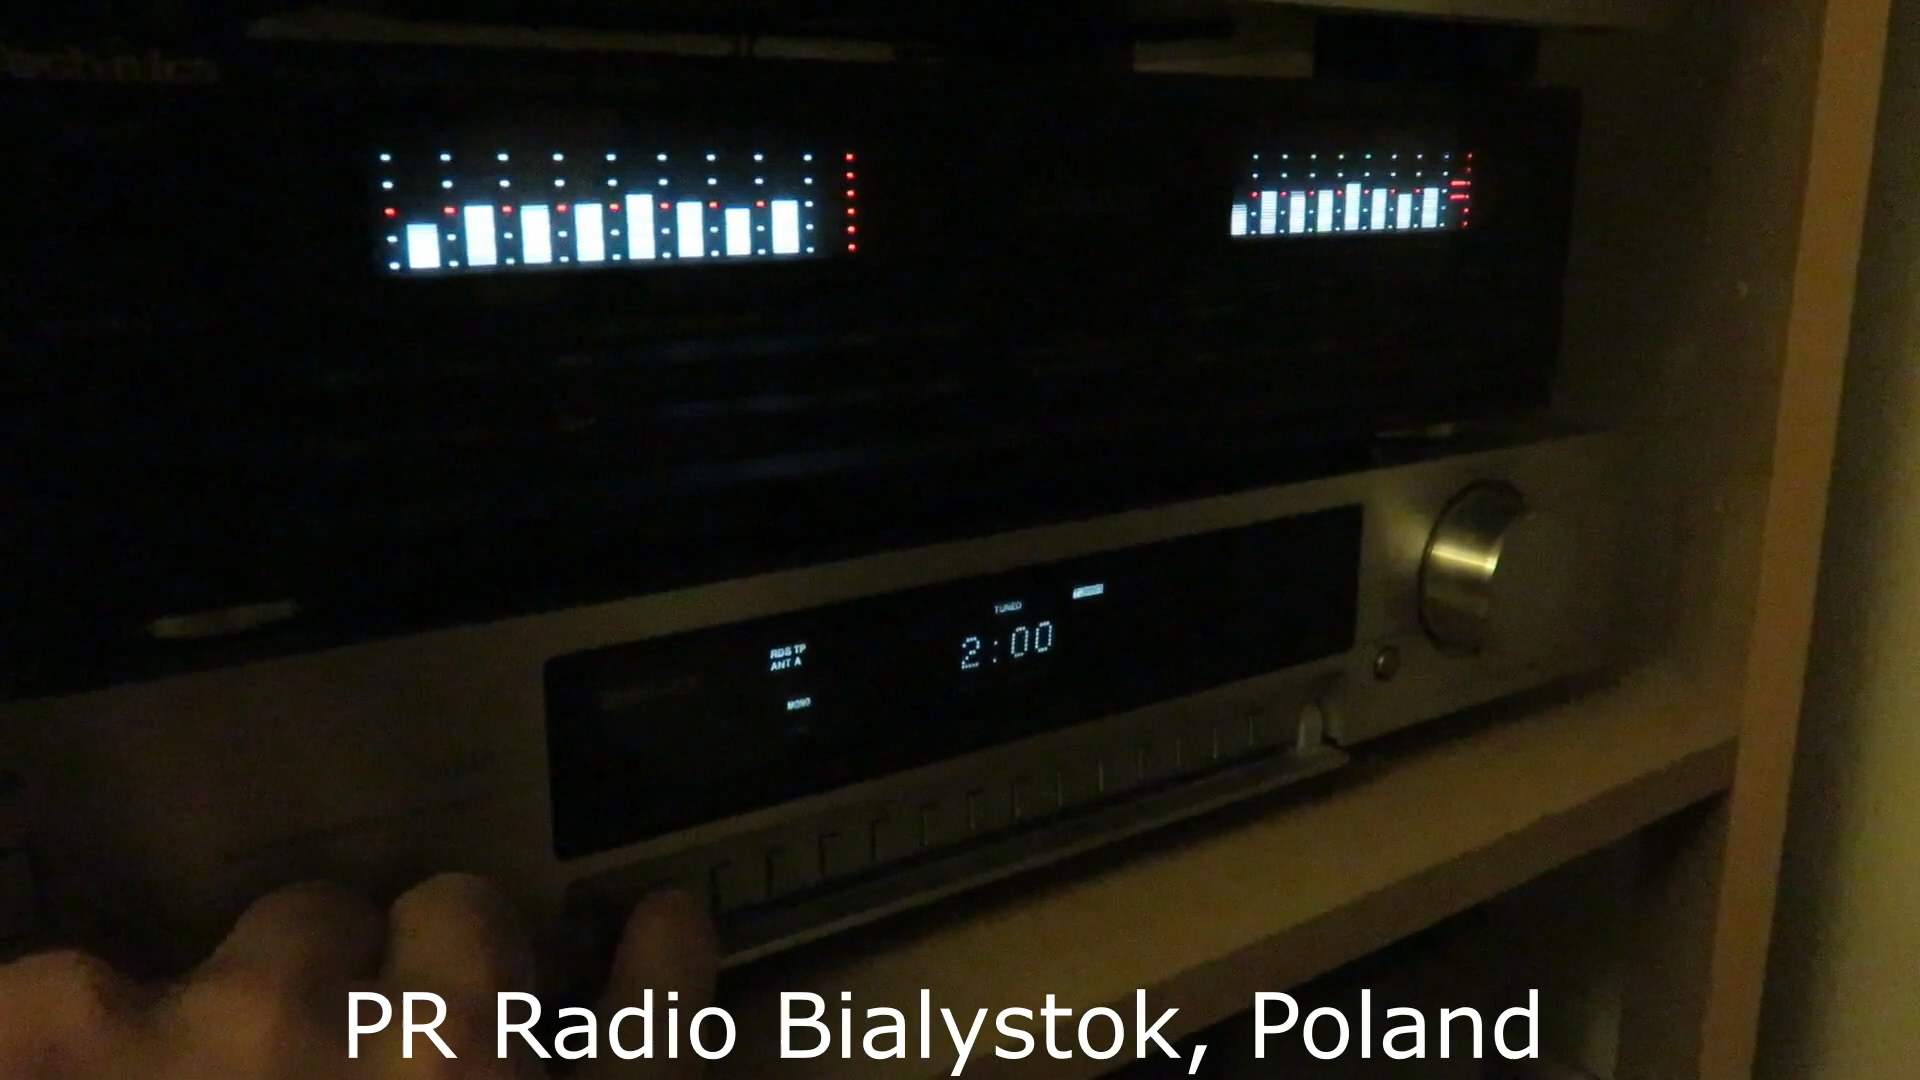 TUNED
RDS TP
ANT A
2:00
MONO
PR Radio Bialystok, Poland